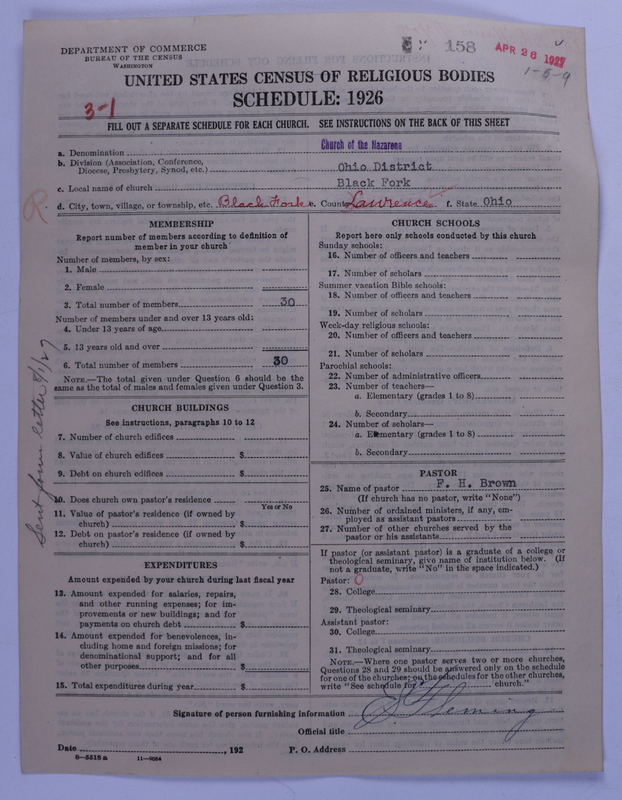 158
APR 28 1927
1-5-9
DEPARTMENT OF COMMERCE
BUREAU OF THE CENSUS
WASHINGTON
UNITED STATES CENSUS OF RELIGIOUS BODIES
SCHEDULE: 1926
3-1
FILL OUT A SEPARATE SCHEDULE FOR EACH CHURCH. SEE INSTRUCTIONS ON THE BACK OF THIS SHEET
a. Denomination Church of the Nazarene
b. Division (Association, Conference,
Diocese, Presbytery, Synod, etc.) Ohio District
c. Local name of church Black Fork
R. d. City, town, village, or township, etc. Black Fork e. County Lawrence f. State Ohio
MEMBERSHIP
Report number of members according to definition of
member in your church
Number of members, by sex:
1. Male
2. Female
3. Total number of members 30
Number of members under and over 13 years old:
4. Under 13 years of age
5. 13 years old and over
6. Total number of members 30
NOTE.—The total given under Question 6 should be the
same as the total of males and females given under Question 3.
CHURCH BUILDINGS
See instructions, paragraphs 10 to 12
7. Number of church edifices
8. Value of church edifices $
9. Debt on church edifices $
10. Does church own pastor's residence
Yes or No
11. Value of pastor's residence (if owned by
church) $
12. Debt on pastor's residence (if owned by
church) $
EXPENDITURES
Amount expended by your church during last fiscal year
13. Amount expended for salaries, repairs,
and other running expenses; for im-
provements or new buildings; and for
payments on church debt $
14. Amount expended for benevolences, in-
cluding home and foreign missions; for
denominational support; and for all
other purposes $
15. Total expenditures during year $
Sent form letter 9/1/27
CHURCH SCHOOLS
Report here only schools conducted by this church
Sunday schools:
16. Number of officers and teachers
17. Number of scholars
Summer vacation Bible schools:
18. Number of officers and teachers
19. Number of scholars
Week-day religious schools:
20. Number of officers and teachers
21. Number of scholars
Parochial schools:
22. Number of administrative officers
23. Number of teachers—
a. Elementary (grades 1 to 8)
b. Secondary
24. Number of scholars—
a. Elementary (grades 1 to 8)
b. Secondary
PASTOR
25. Name of pastor F. H. Brown
(If church has no pastor, write "None")
26. Number of ordained ministers, if any, em-
ployed as assistant pastors
27. Number of other churches served by the
pastor or his assistants
If pastor (or assistant pastor) is a graduate of a college or
theological seminary, give name of institution below. (If
not a graduate, write "No" in the space indicated.)
Pastor: O
28. College
29. Theological seminary
Assistant pastor:
30. College
31. Theological seminary
NOTE.—Where one pastor serves two or more churches,
Questions 28 and 29 should be answered only on the schedule
for one of the churches; on the schedules for the other churches,
write "See schedule for church."
Signature of person furnishing information Fleming
Official title
Date , 192 P. O. Address
6—5518a 11—9664